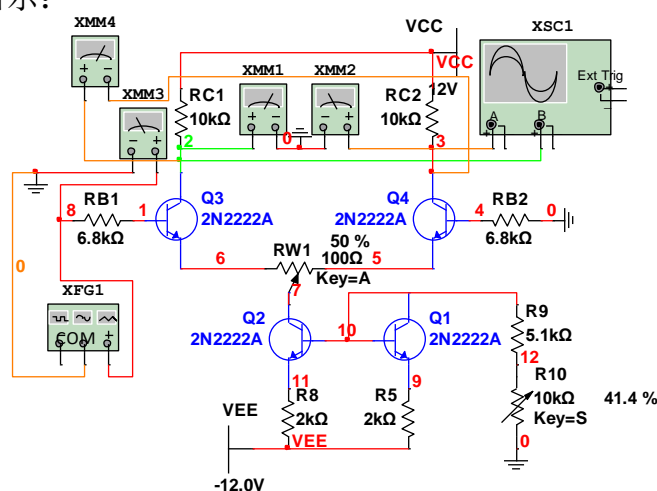 示：
XMM4
VCC
XSC1
VCC
XMM1
XMM2
Ext Trig
RC1
10kΩ
RC2
10kΩ
12V
XMM3
A
B
0
2
3
Q3
2N2222A
Q4
2N2222A
8
RB1
6.8kΩ
1
4
RB2
6.8kΩ
0
RW1
50 %
100Ω
Key=A
6
5
7
0
XFG1
COM
Q2
2N2222A
10
Q1
2N2222A
R9
5.1kΩ
12
11
9
R10
10kΩ
Key=S
41.4 %
R8
2kΩ
R5
2kΩ
VEE
VEE
0
-12.0V